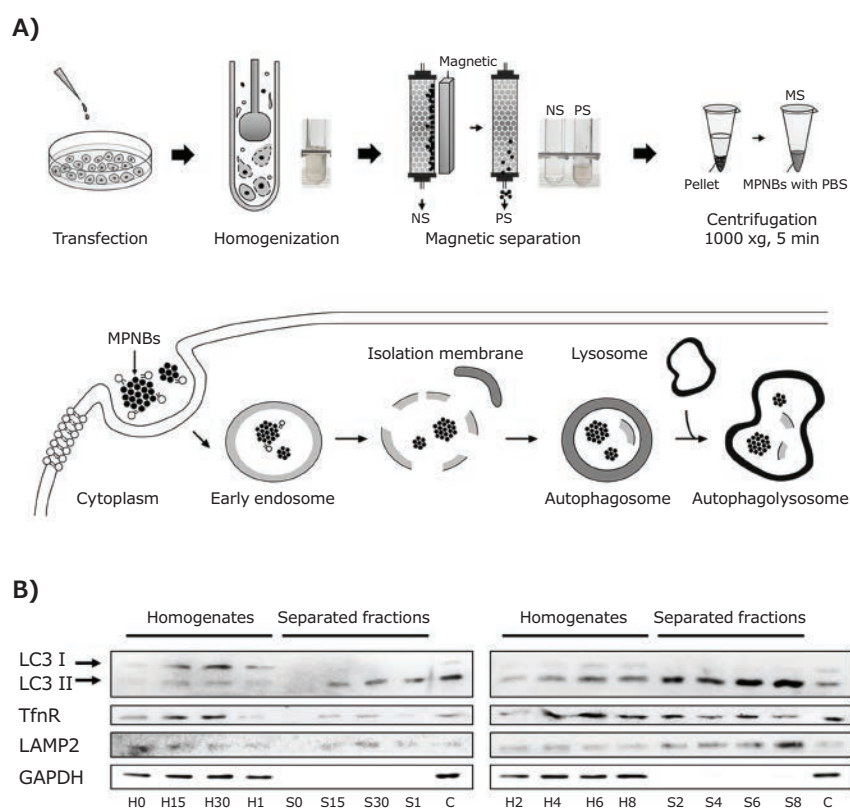 A)
Magnetic
NS PS
MS
Pellet
MPNBs with PBS
NS
PS
Transfection
Homogenization
Magnetic separation
Centrifugation
1000 xg, 5 min
MPNBs
Isolation membrane
Lysosome
Cytoplasm
Early endosome
Autophagosome
Autophagolysosome
B)
Homogenates Separated fractions Homogenates Separated fractions
LC3 I
LC3 II
TfnR
LAMP2
GAPDH
H0 H15 H30 H1 S0 S15 S30 S1 C H2 H4 H6 H8 S2 S4 S6 S8 C